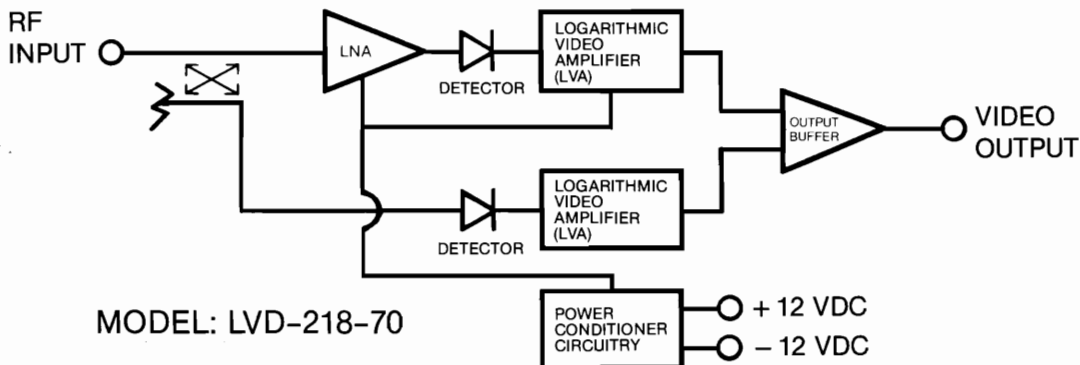 RF
INPUT
LNA
DETECTOR
LOGARITHMIC
VIDEO
AMPLIFIER
(LVA)
OUTPUT
BUFFER
VIDEO
OUTPUT
DETECTOR
LOGARITHMIC
VIDEO
AMPLIFIER
(LVA)
MODEL: LVD-218-70
POWER
CONDITIONER
CIRCUITRY
+ 12 VDC
− 12 VDC